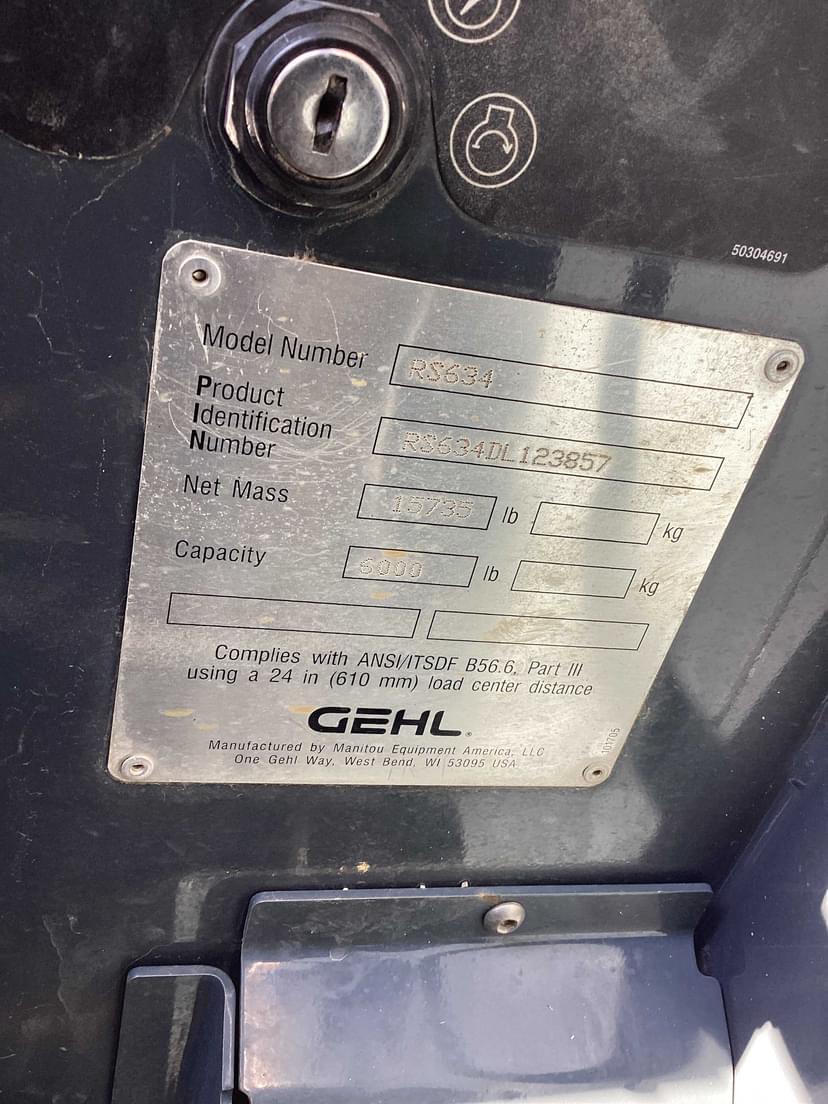 50304691
Model Number RS634
Product
Identification
Number RS634DL123857
Net Mass 15735 lb kg
Capacity 6000 lb kg
Complies with ANSI/ITSDF B56.6, Part III
using a 24 in (610 mm) load center distance
GEHL®
Manufactured by Manitou Equipment America, LLC
One Gehl Way, West Bend, WI 53095 USA
101705